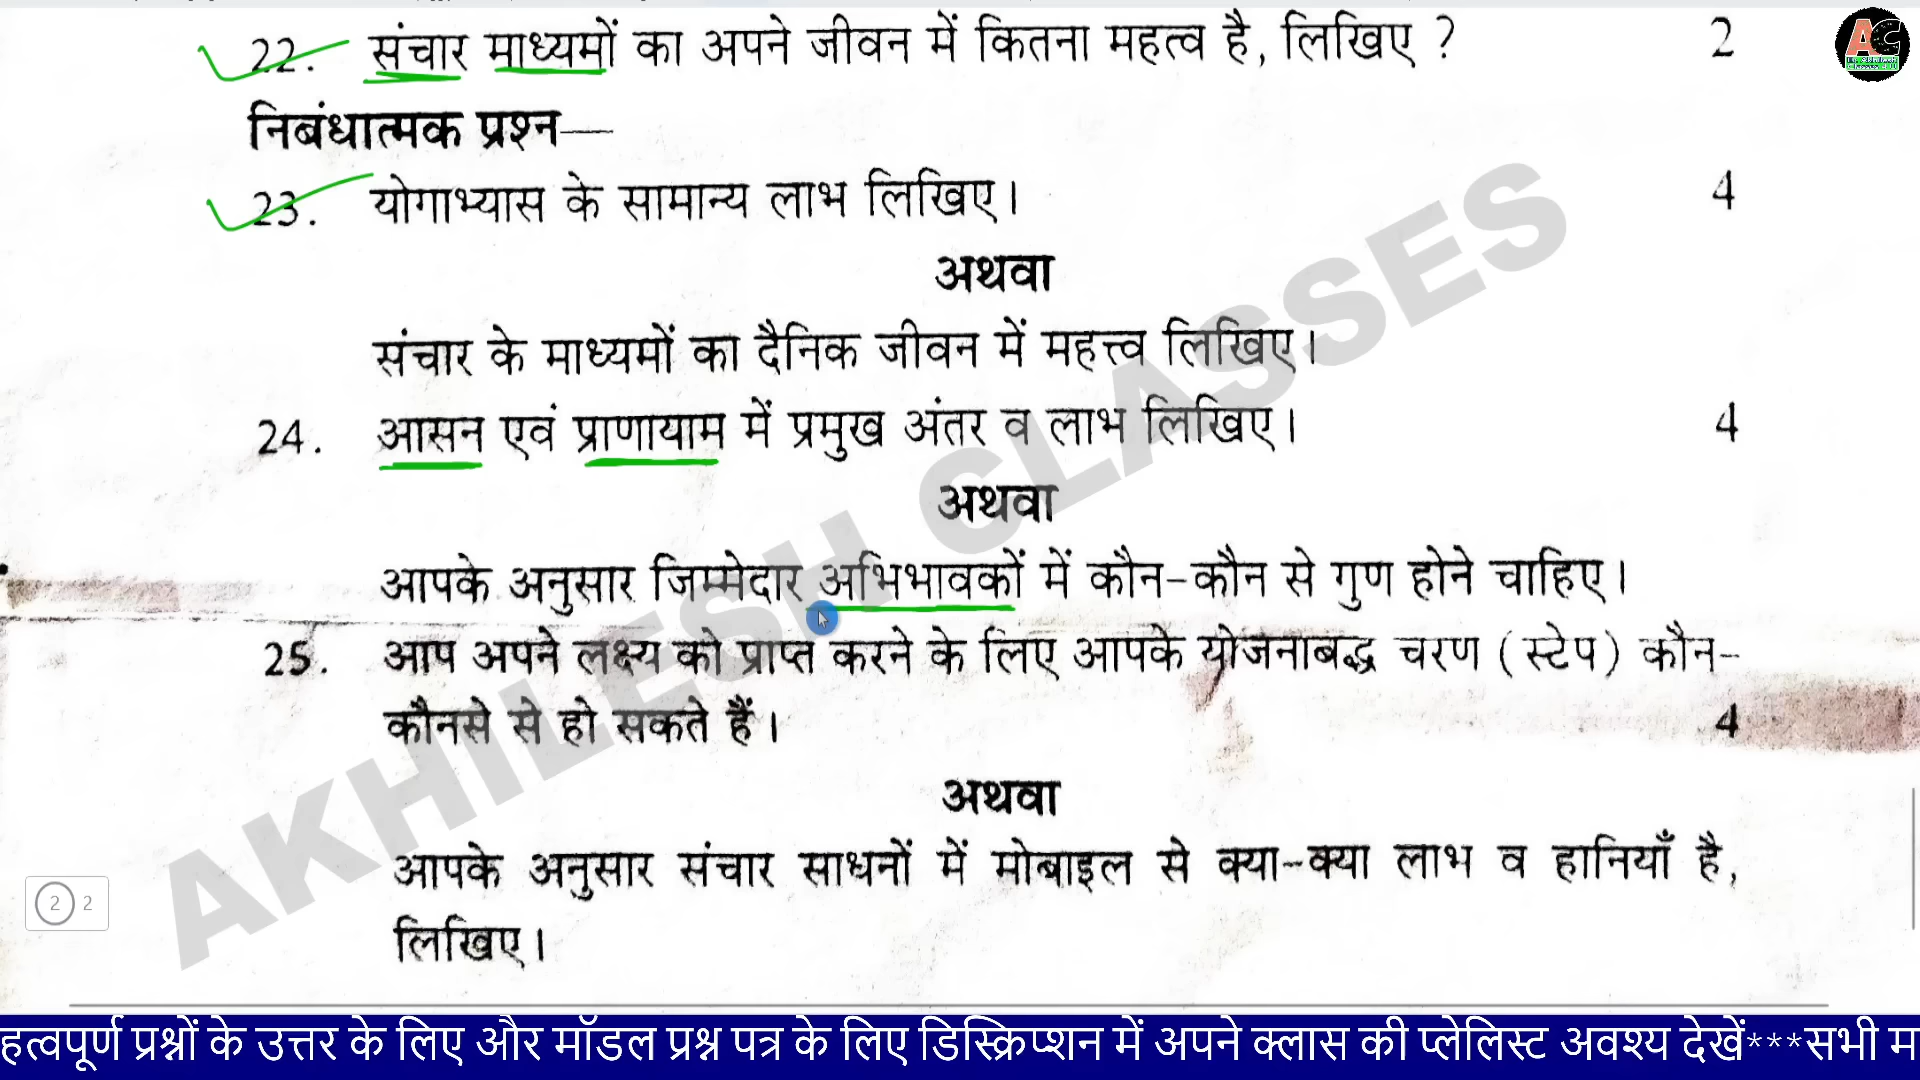 22. संचार माध्यमों का अपने जीवन में कितना महत्व है, लिखिए ? 2
निबंधात्मक प्रश्न—
23. योगाभ्यास के सामान्य लाभ लिखिए। 4
अथवा
संचार के माध्यमों का दैनिक जीवन में महत्त्व लिखिए।
24. आसन एवं प्राणायाम में प्रमुख अंतर व लाभ लिखिए। 4
अथवा
आपके अनुसार जिम्मेदार अभिभावकों में कौन-कौन से गुण होने चाहिए।
25. आप अपने लक्ष्य को प्राप्त करने के लिए आपके योजनाबद्ध चरण (स्टेप) कौन-
कौनसे से हो सकते हैं। 4
अथवा
आपके अनुसार संचार साधनों में मोबाइल से क्या-क्या लाभ व हानियाँ है,
लिखिए।
AKHILESH CLASSES
AC
2 2
हत्वपूर्ण प्रश्नों के उत्तर के लिए और मॉडल प्रश्न पत्र के लिए डिस्क्रिप्शन में अपने क्लास की प्लेलिस्ट अवश्य देखें***सभी म